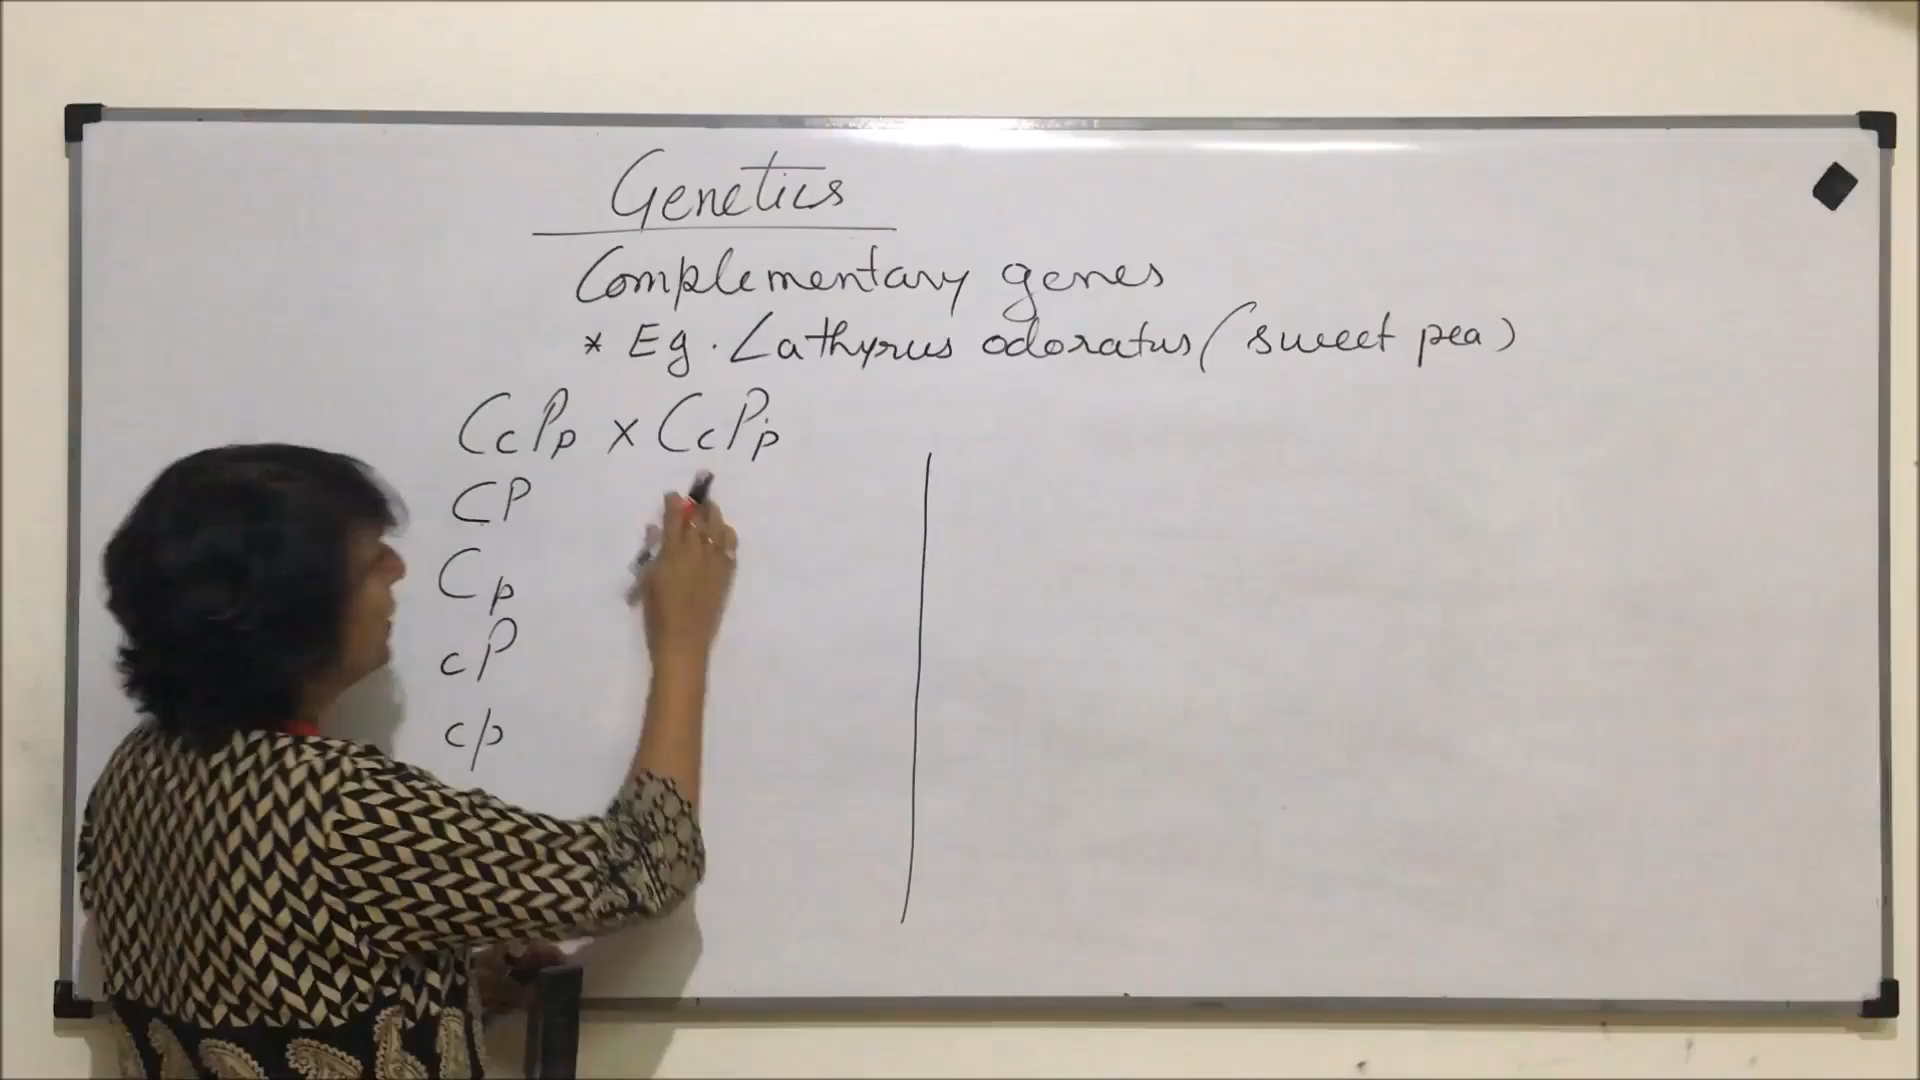 Genetics
Complementary genes
* Eg. Lathyrus odoratus (sweet pea)
CcPp x CcPp
CP
Cp
cP
cp